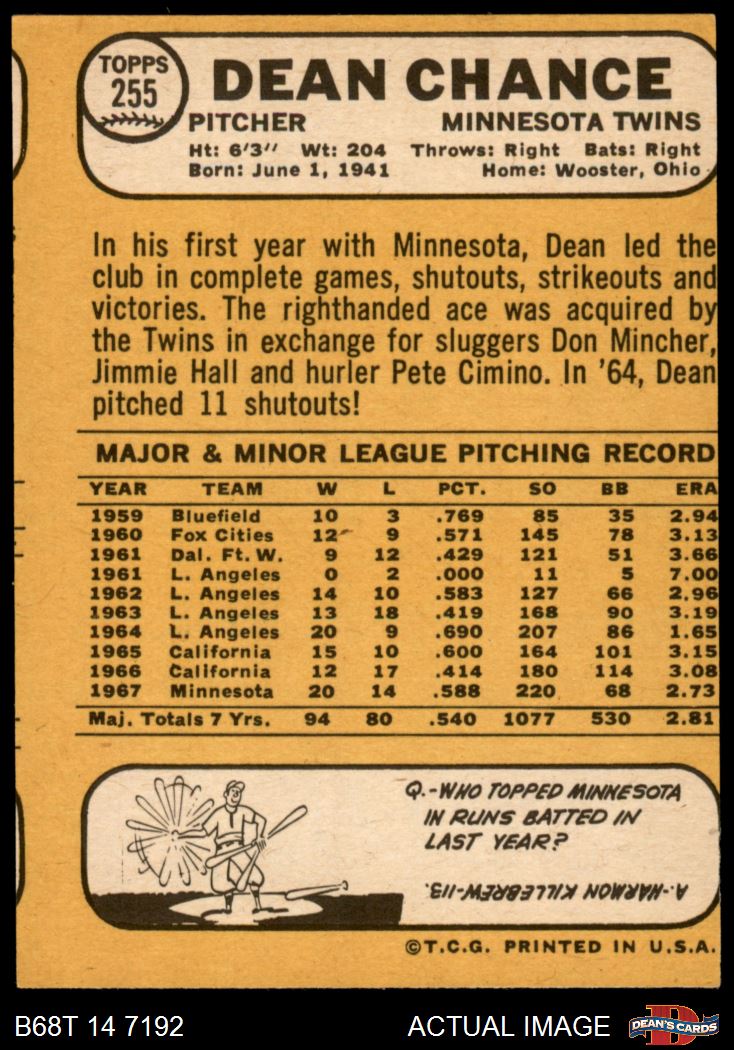 TOPPS
255
DEAN CHANCE
PITCHER MINNESOTA TWINS
Ht: 6'3" Wt: 204 Throws: Right Bats: Right
Born: June 1, 1941 Home: Wooster, Ohio
In his first year with Minnesota, Dean led the
club in complete games, shutouts, strikeouts and
victories. The righthanded ace was acquired by
the Twins in exchange for sluggers Don Mincher,
Jimmie Hall and hurler Pete Cimino. In '64, Dean
pitched 11 shutouts!
MAJOR & MINOR LEAGUE PITCHING RECORD
YEAR TEAM W L PCT. SO BB ERA
1959 Bluefield 10 3 .769 85 35 2.94
1960 Fox Cities 12 9 .571 145 78 3.13
1961 Dal. Ft. W. 9 12 .429 121 51 3.66
1961 L. Angeles 0 2 .000 11 5 7.00
1962 L. Angeles 14 10 .583 127 66 2.96
1963 L. Angeles 13 18 .419 168 90 3.19
1964 L. Angeles 20 9 .690 207 86 1.65
1965 California 15 10 .600 164 101 3.15
1966 California 12 17 .414 180 114 3.08
1967 Minnesota 20 14 .588 220 68 2.73
Maj. Totals 7 Yrs. 94 80 .540 1077 530 2.81
Q.-WHO TOPPED MINNESOTA
IN RUNS BATTED IN
LAST YEAR?
A.-HARMON KILLEBREW-113.
©T.C.G. PRINTED IN U.S.A.
B68T 14 7192 ACTUAL IMAGE
D
DEAN'S CARDS